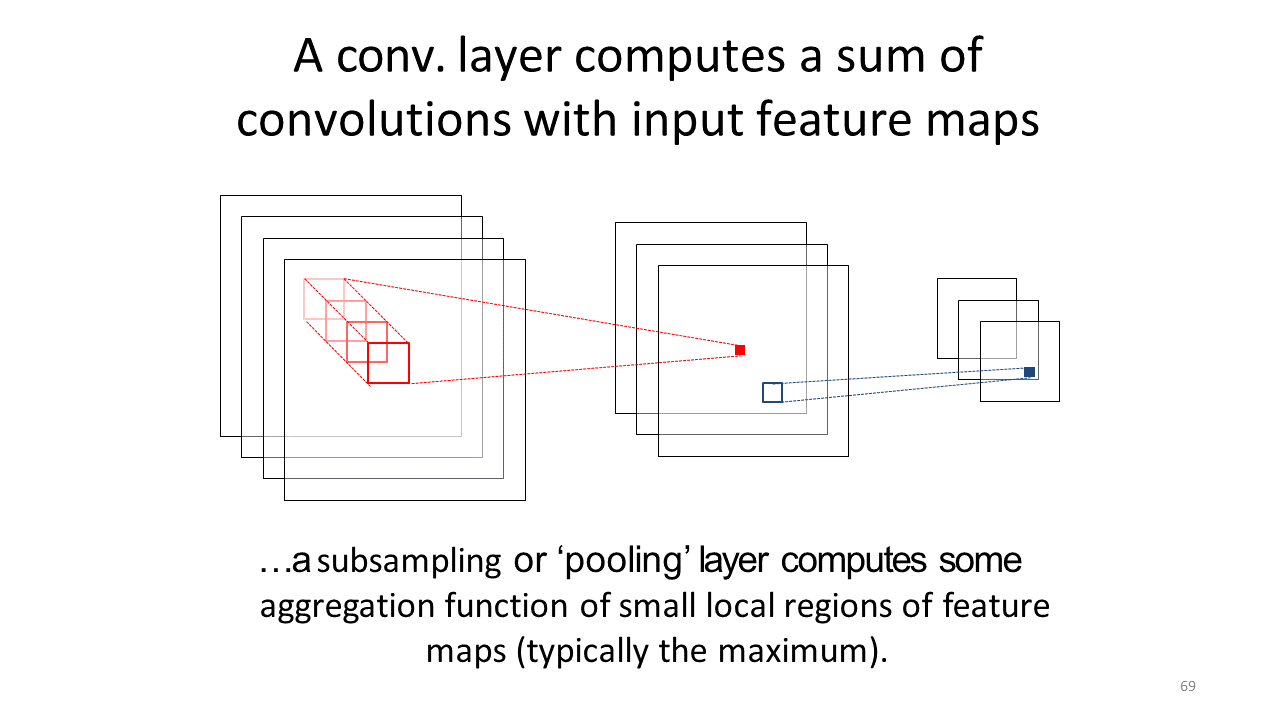 A conv. layer computes a sum of
convolutions with input feature maps
…a subsampling or ‘pooling’ layer computes some
aggregation function of small local regions of feature
maps (typically the maximum).
69